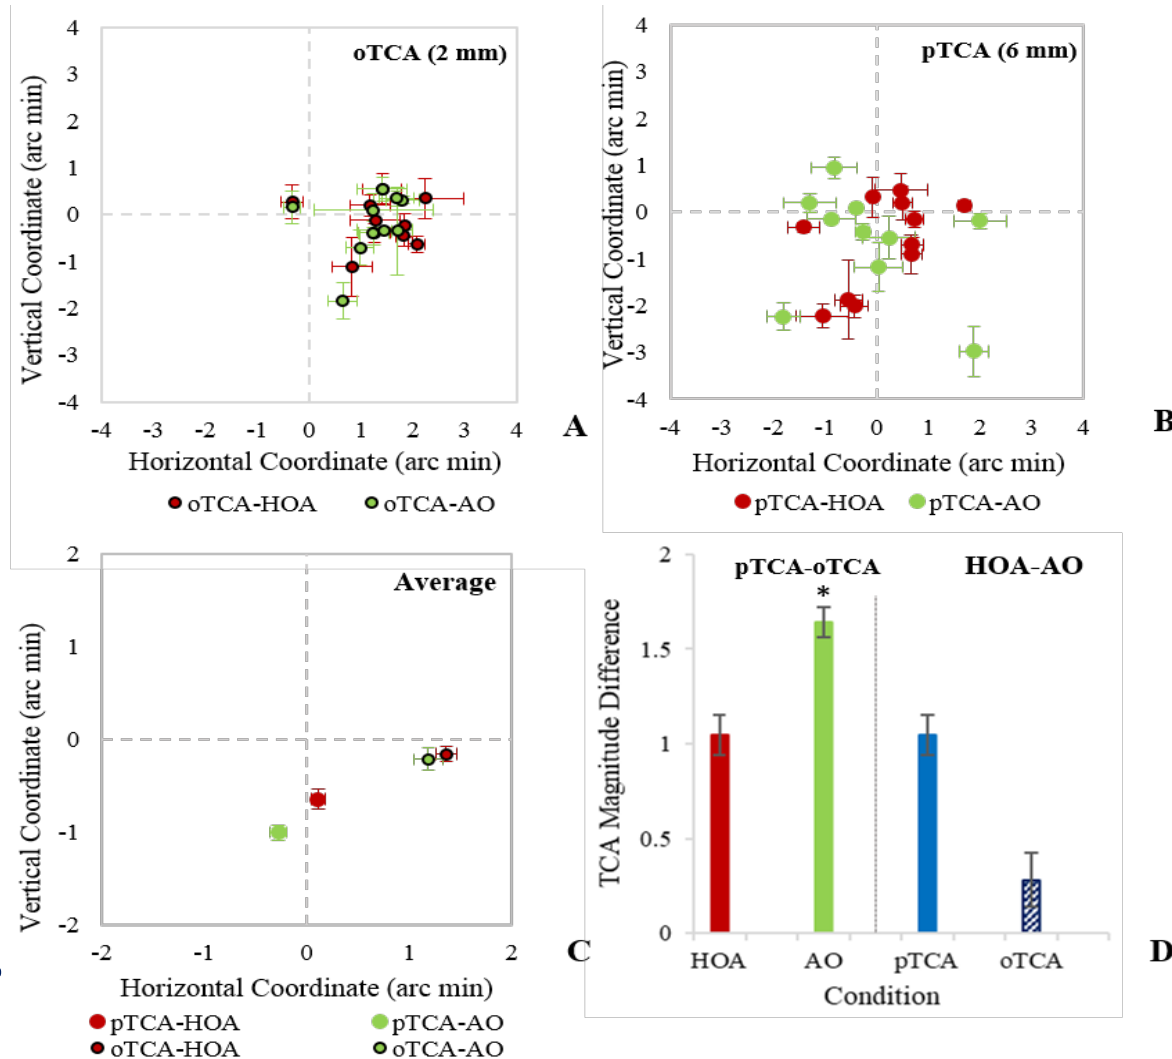 oTCA (2 mm)
Vertical Coordinate (arc min)
4
3
2
1
0
-1
-2
-3
-4
-4 -3 -2 -1 0 1 2 3 4
Horizontal Coordinate (arc min)
A
oTCA-HOA oTCA-AO
pTCA (6 mm)
Vertical Coordinate (arc min)
4
3
2
1
0
-1
-2
-3
-4
-4 -3 -2 -1 0 1 2 3 4
Horizontal Coordinate (arc min)
B
pTCA-HOA pTCA-AO
Average
Vertical Coordinate (arc min)
2
1
0
-1
-2
-2 -1 0 1 2
Horizontal Coordinate (arc min)
C
pTCA-HOA pTCA-AO
oTCA-HOA oTCA-AO
pTCA-oTCA HOA-AO
*
TCA Magnitude Difference
2
1.5
1
0.5
0
HOA AO pTCA oTCA
Condition
D